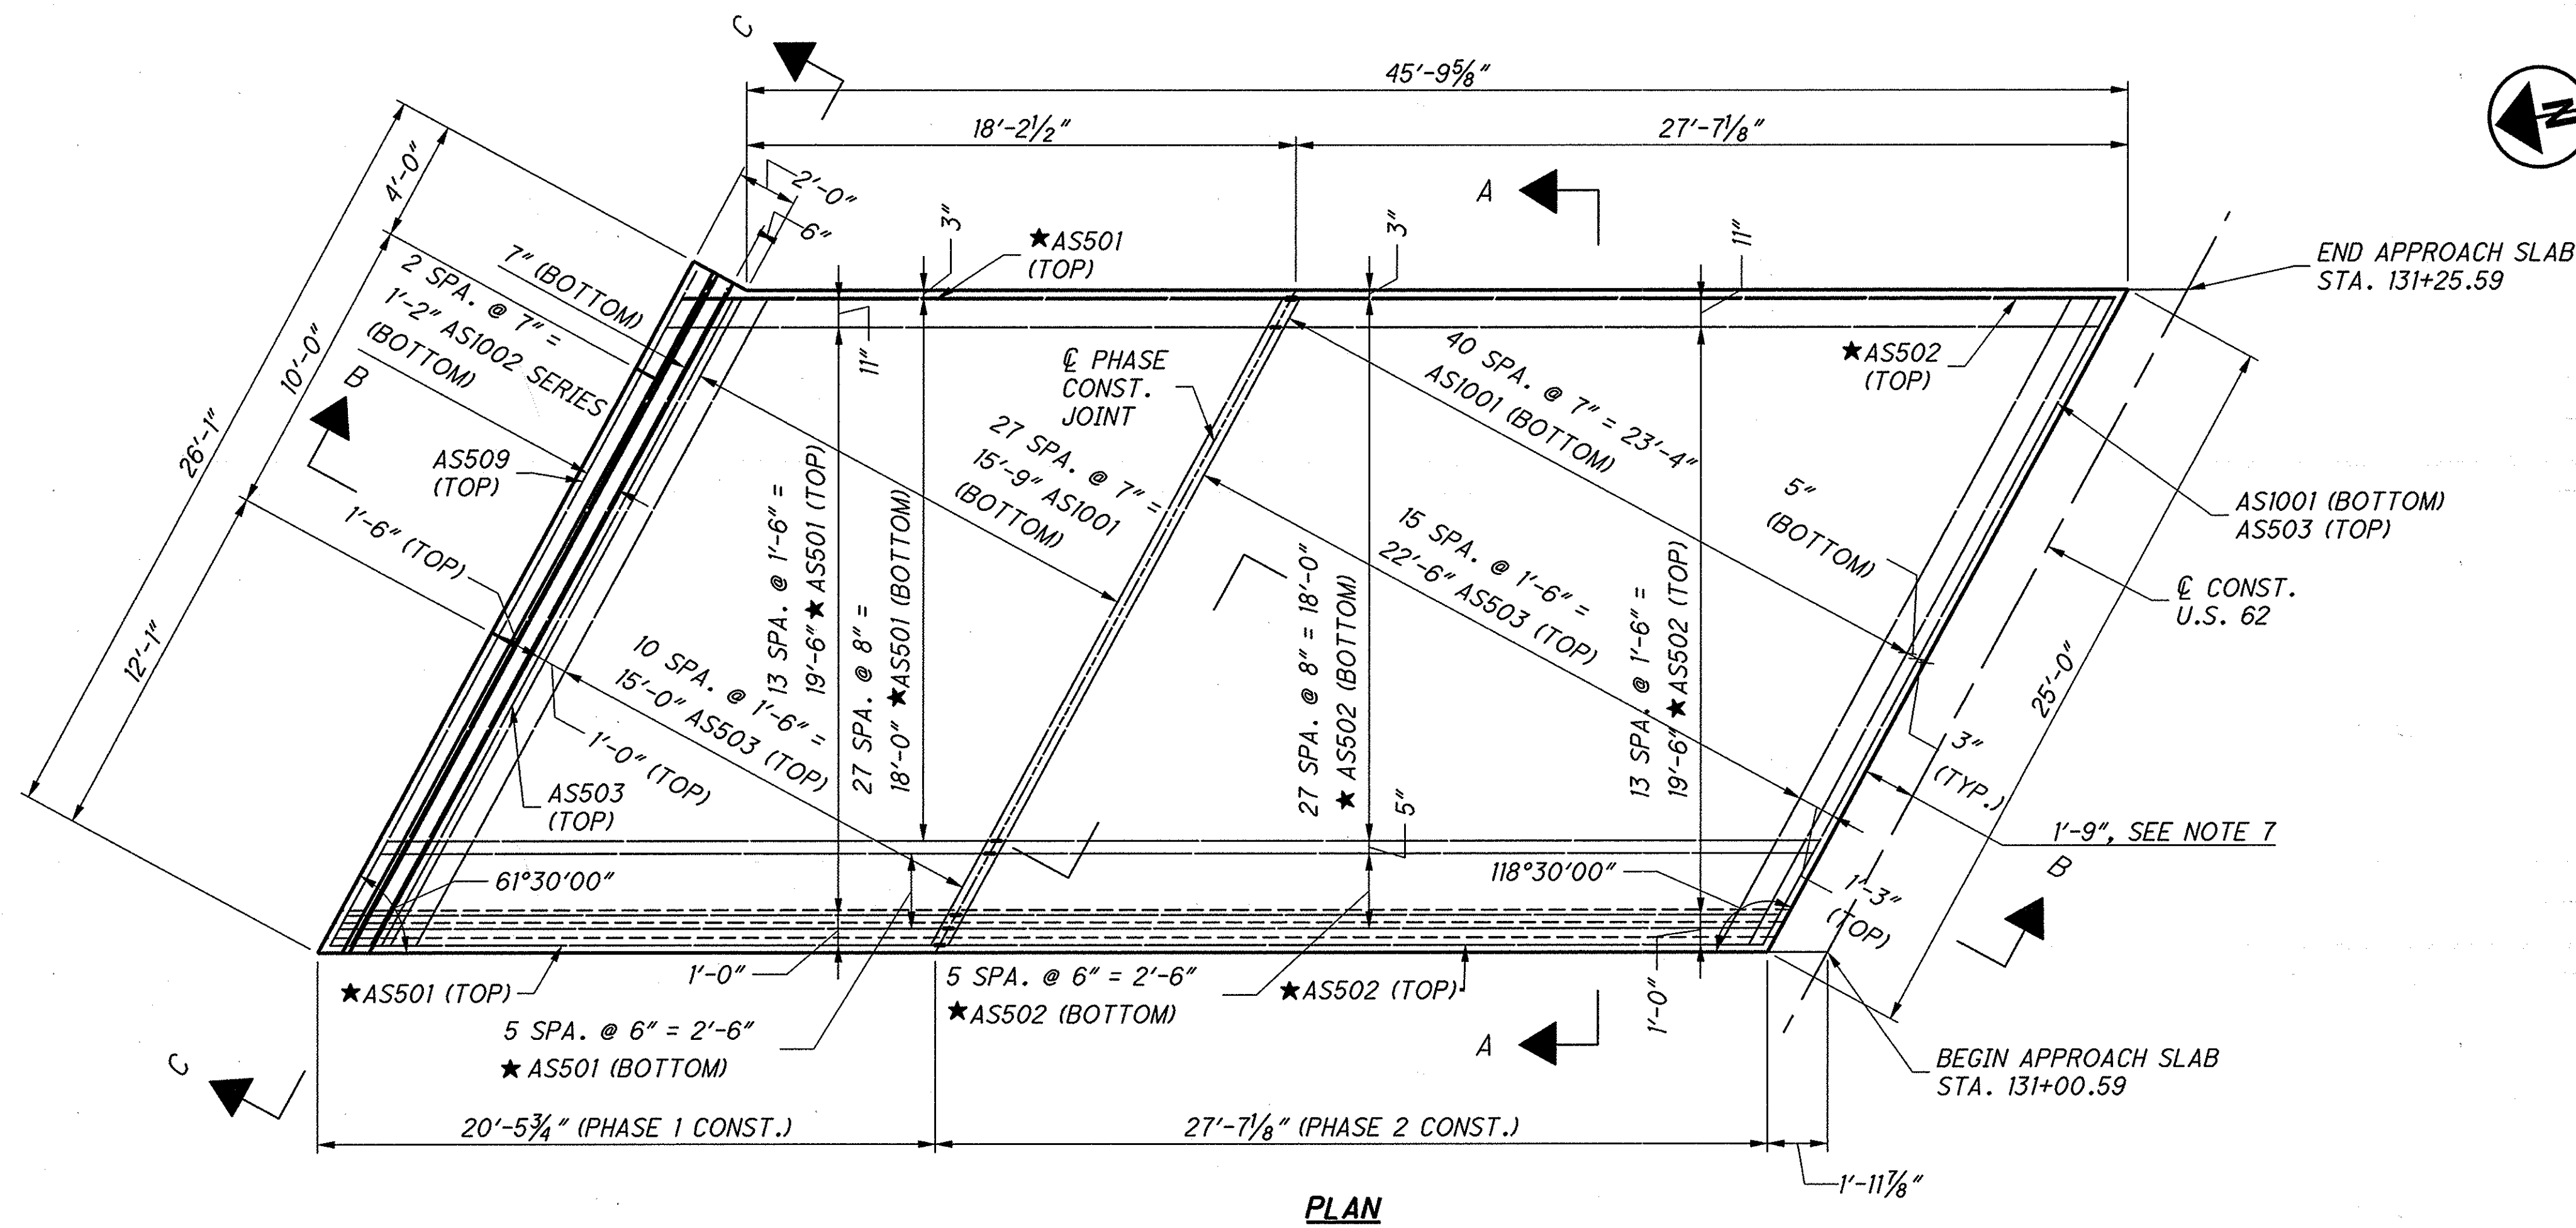 C
45'-9⅝"
18'-2½"
27'-7⅛"
N
4'-0"
2'-0"
6"
3"
★AS501
(TOP)
3"
A
11"
END APPROACH SLAB
STA. 131+25.59
7" (BOTTOM)
2 SPA. @ 7" =
1'-2" AS1002 SERIES
(BOTTOM)
10'-0"
11"
℄ PHASE
CONST.
JOINT
40 SPA. @ 7" = 23'-4"
AS1001 (BOTTOM)
★AS502
(TOP)
B
26'-1"
AS509
(TOP)
27 SPA. @ 7" =
15'-9" AS1001
(BOTTOM)
5"
(BOTTOM)
AS1001 (BOTTOM)
AS503 (TOP)
1'-6" (TOP)
13 SPA. @ 1'-6" =
19'-6" ★AS501 (TOP)
27 SPA. @ 8" =
18'-0" ★AS501 (BOTTOM)
15 SPA. @ 1'-6" =
22'-6" AS503 (TOP)
27 SPA. @ 8" = 18'-0"
★ AS502 (BOTTOM)
13 SPA. @ 1'-6" =
19'-6" ★AS502 (TOP)
℄ CONST.
U.S. 62
12'-1"
10 SPA. @ 1'-6" =
15'-0" AS503 (TOP)
25'-0"
1'-0" (TOP)
AS503
(TOP)
3"
(TYP.)
5"
1'-9", SEE NOTE 7
61°30'00"
118°30'00"
1'-3"
(TOP)
B
★AS501 (TOP)
1'-0"
5 SPA. @ 6" = 2'-6"
★AS502 (BOTTOM)
★AS502 (TOP)
1'-0"
5 SPA. @ 6" = 2'-6"
★ AS501 (BOTTOM)
A
C
BEGIN APPROACH SLAB
STA. 131+00.59
20'-5¾" (PHASE 1 CONST.)
27'-7⅛" (PHASE 2 CONST.)
1'-11⅞"
PLAN